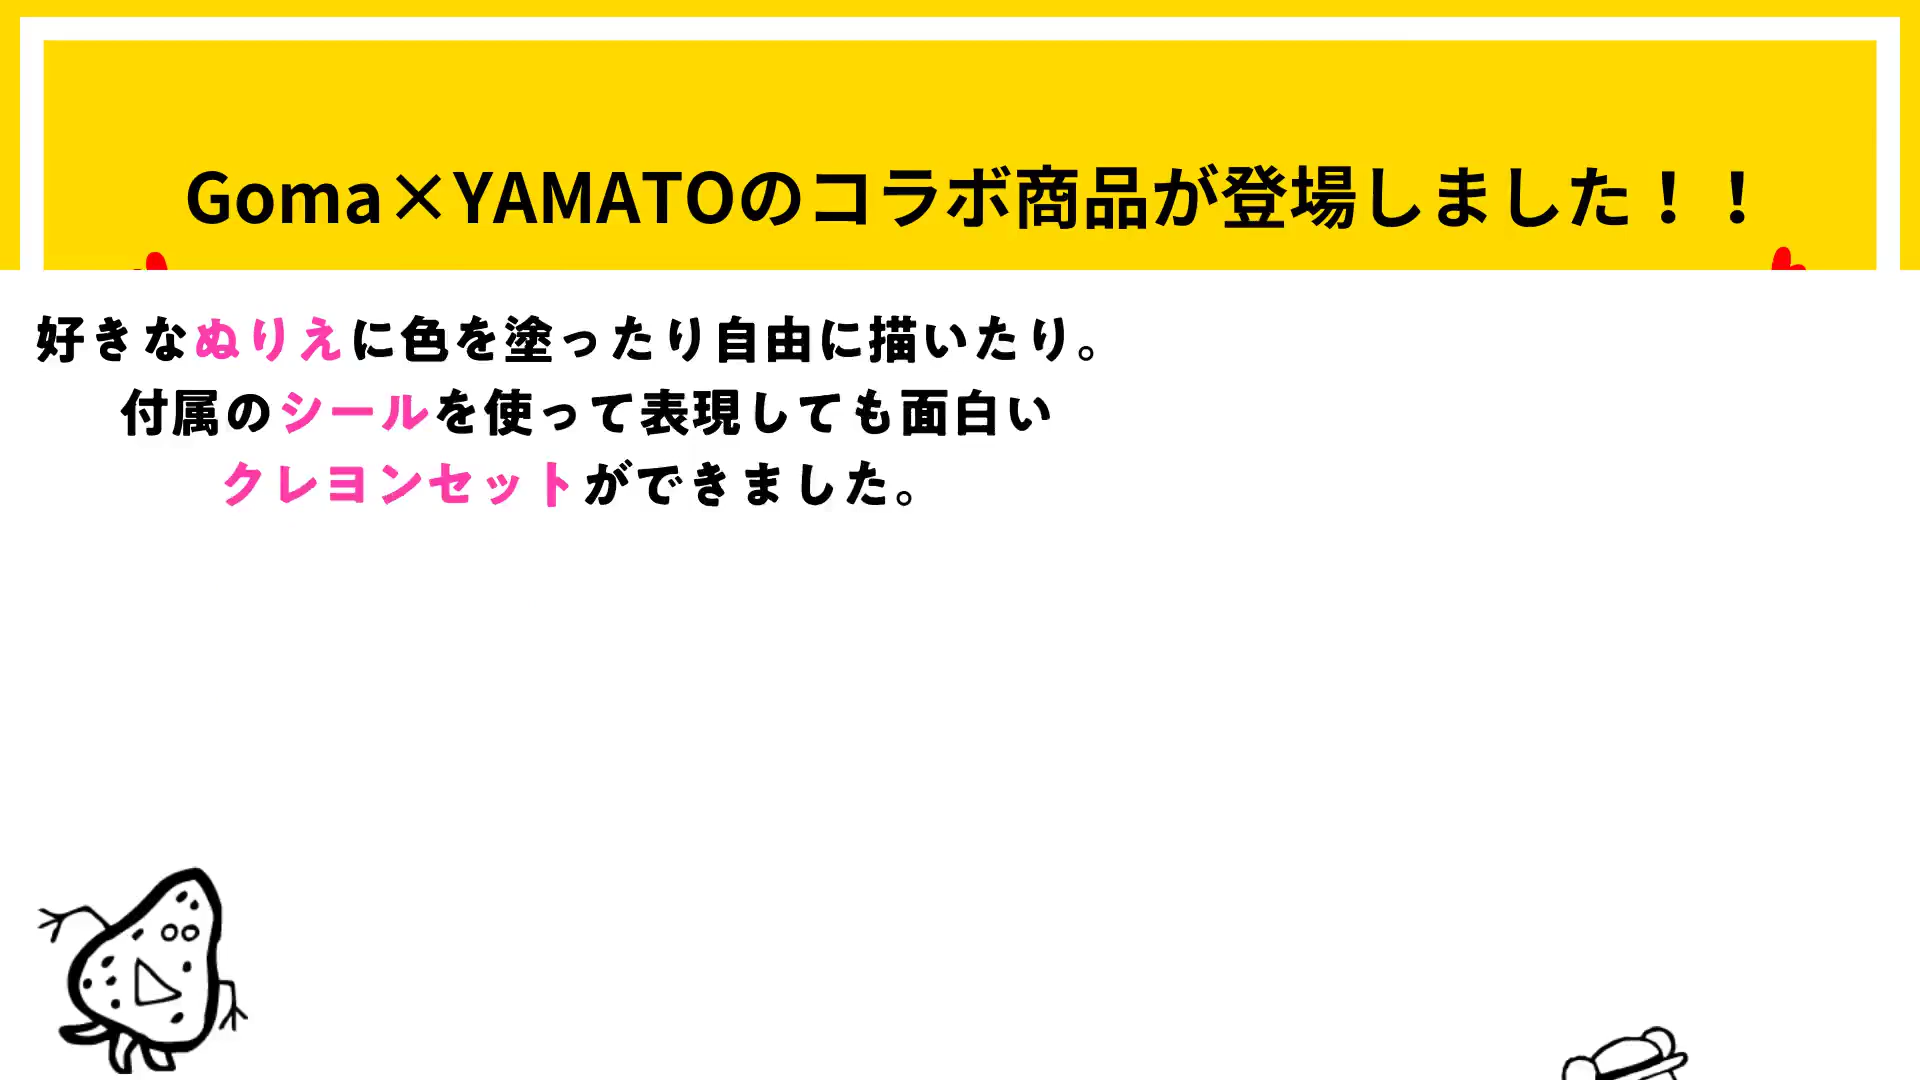 Goma×YAMATOのコラボ商品が登場しました！！
好きなぬりえに色を塗ったり自由に描いたり。
付属のシールを使って表現しても面白い
クレヨンセットができました。